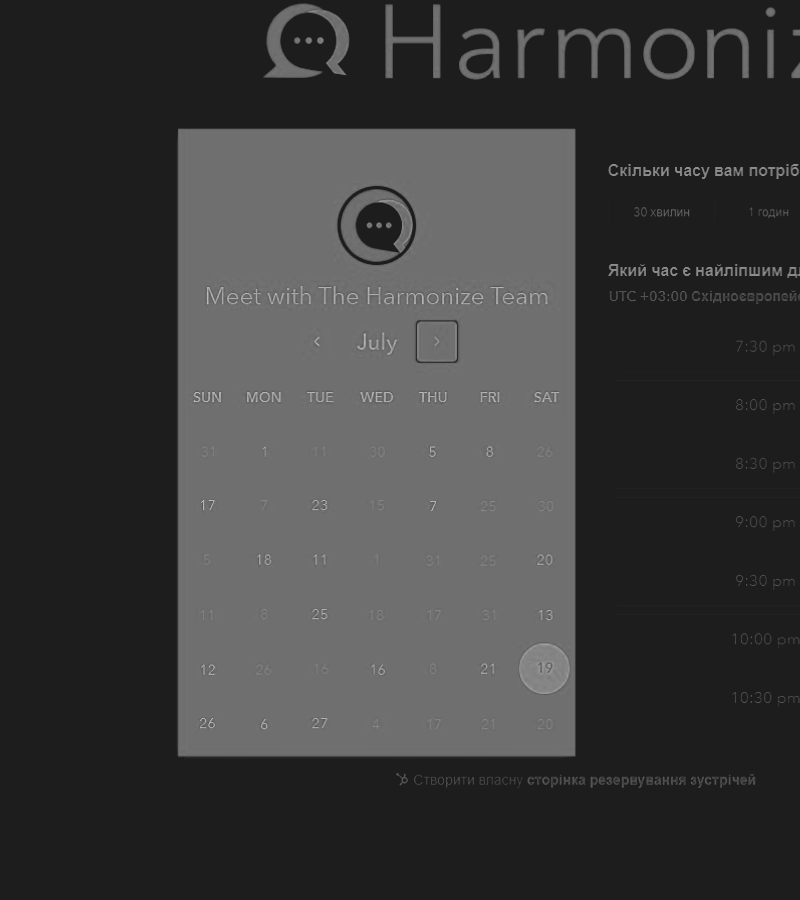 Harmoniz
Meet with The Harmonize Team
July
SUN MON TUE WED THU FRI SAT
31 1 11 30 5 8 26
17 7 23 15 7 25 30
5 18 11 1 31 25 20
11 8 25 18 17 31 13
12 26 16 16 8 21 19
26 6 27 4 17 21 20
Скільки часу вам потріб
30 хвилин
1 годин
Який час є найліпшим дл
UTC +03:00 Східноєвропейс
7:30 pm
8:00 pm
8:30 pm
9:00 pm
9:30 pm
10:00 pm
10:30 pm
Створити власну сторінка резервування зустрічей